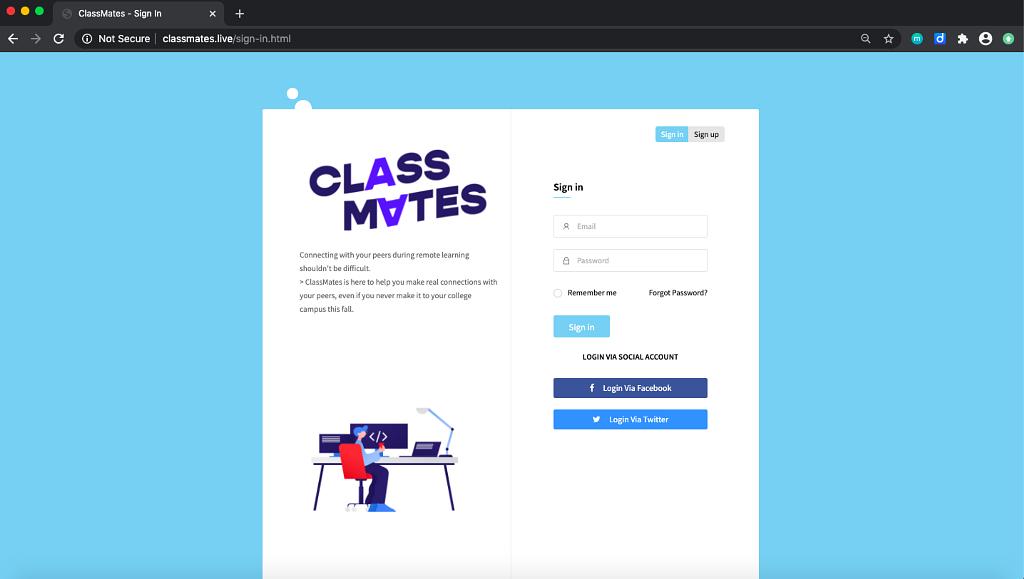 ClassMates - Sign In
Not Secure | classmates.live/sign-in.html
Sign in Sign up
CLASS
MATES
Connecting with your peers during remote learning
shouldn't be difficult.
> ClassMates is here to help you make real connections with
your peers, even if you never make it to your college
campus this fall.
</>
Sign in
Email
Password
Remember me Forgot Password?
Sign in
LOGIN VIA SOCIAL ACCOUNT
Login Via Facebook
Login Via Twitter